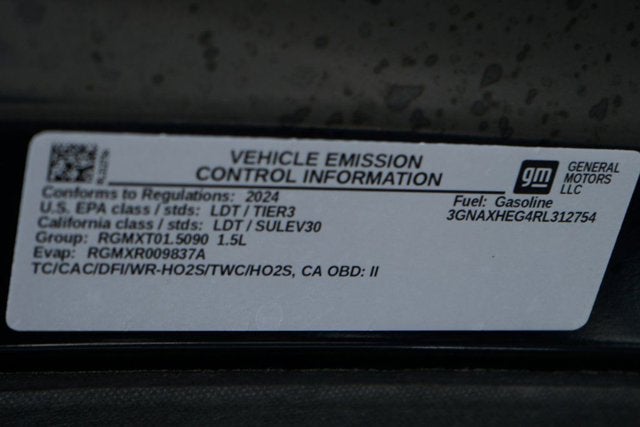 VEHICLE EMISSION
CONTROL INFORMATION
gm
GENERAL
MOTORS
LLC
Conforms to Regulations: 2024
U.S. EPA class / stds: LDT / TIER3
California class / stds: LDT / SULEV30
Group: RGMXT01.5090 1.5L
Evap: RGMXR009837A
TC/CAC/DFI/WR-HO2S/TWC/HO2S, CA OBD: II
Fuel: Gasoline
3GNAXHEG4RL312754